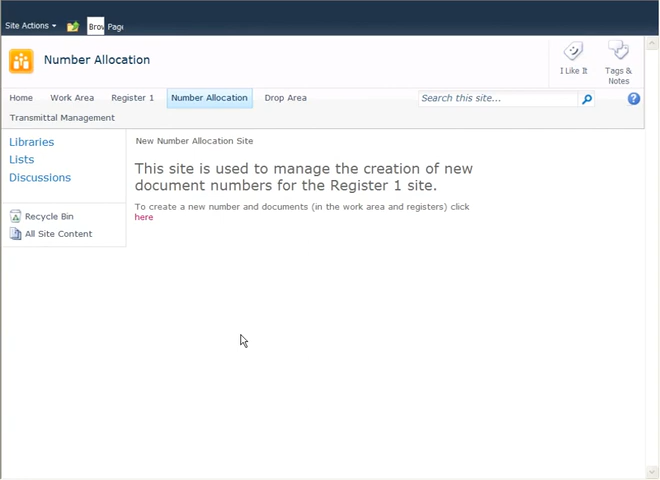 Site Actions
Brov Page
Number Allocation
I Like It
Tags &
Notes
Home Work Area Register 1 Number Allocation Drop Area
Search this site...
Transmittal Management
Libraries
Lists
Discussions
Recycle Bin
All Site Content
New Number Allocation Site
This site is used to manage the creation of new
document numbers for the Register 1 site.
To create a new number and documents (in the work area and registers) click
here